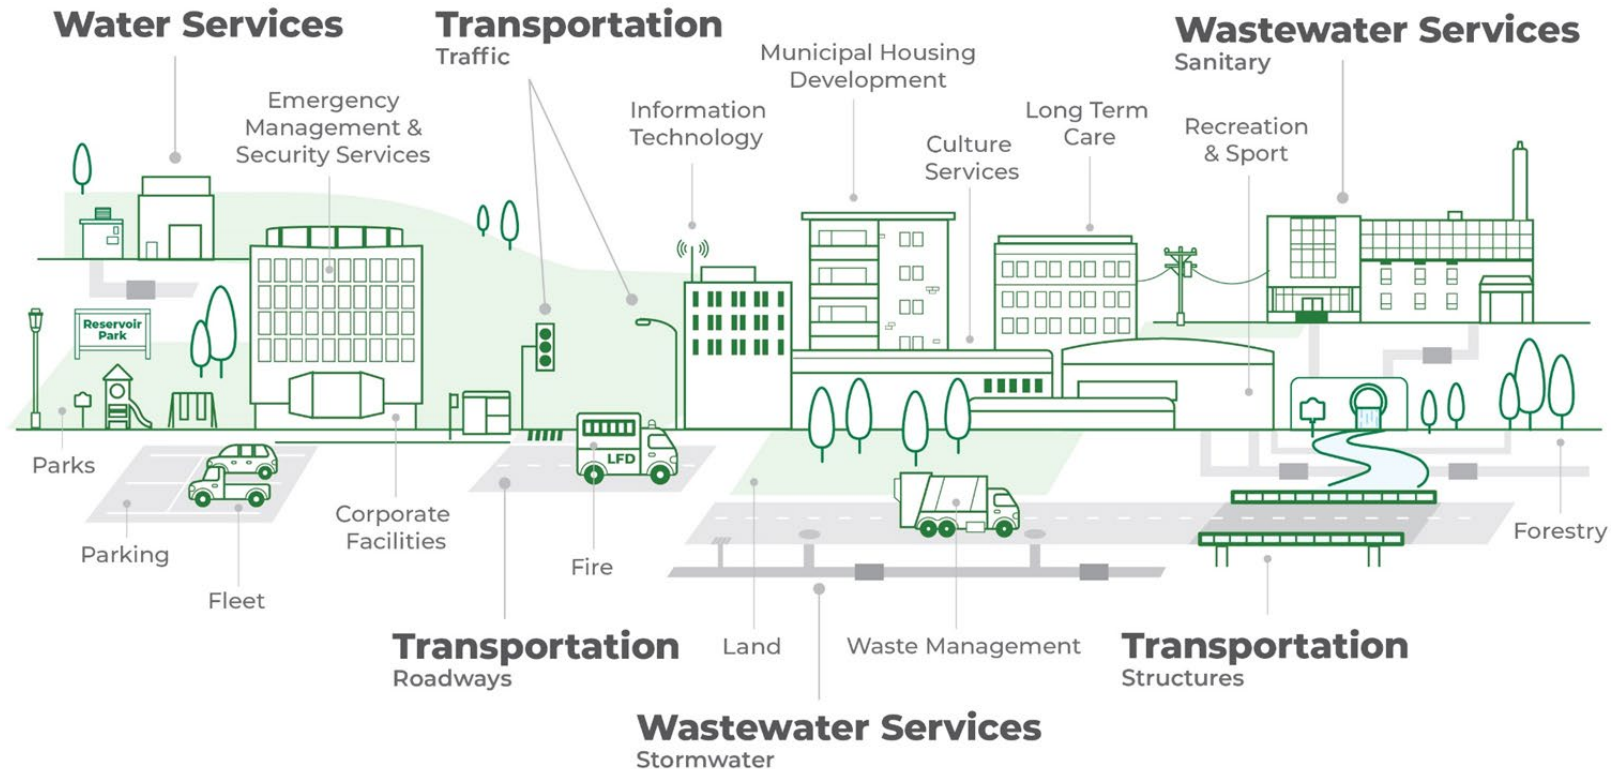 Water Services
Transportation
Traffic
Wastewater Services
Sanitary
Municipal Housing
Development
Emergency
Management &
Security Services
Information
Technology
Culture
Services
Long Term
Care
Recreation
& Sport
Reservoir
Park
LFD
Parks
Parking
Fleet
Corporate
Facilities
Fire
Forestry
Transportation
Roadways
Land
Waste Management
Transportation
Structures
Wastewater Services
Stormwater